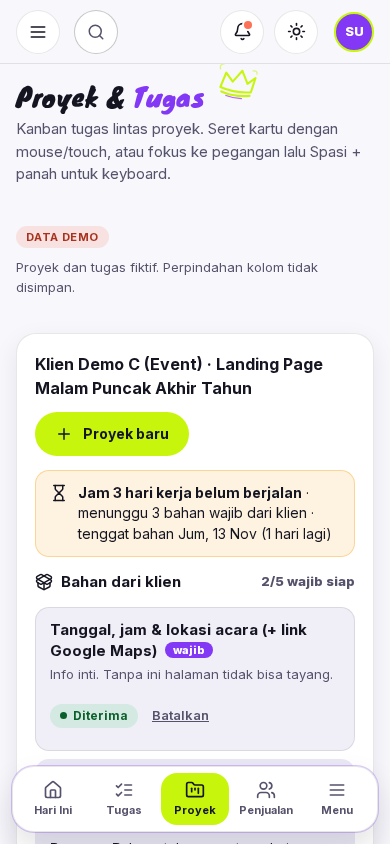 SU
Proyek & Tugas
Kanban tugas lintas proyek. Seret kartu dengan
mouse/touch, atau fokus ke pegangan lalu Spasi +
panah untuk keyboard.
DATA DEMO
Proyek dan tugas fiktif. Perpindahan kolom tidak
disimpan.
Klien Demo C (Event) · Landing Page
Malam Puncak Akhir Tahun
Proyek baru
Jam 3 hari kerja belum berjalan ·
menunggu 3 bahan wajib dari klien ·
tenggat bahan Jum, 13 Nov (1 hari lagi)
Bahan dari klien 2/5 wajib siap
Tanggal, jam & lokasi acara (+ link
Google Maps) wajib
Info inti. Tanpa ini halaman tidak bisa tayang.
Diterima Batalkan
Hari Ini Tugas Proyek Penjualan Menu